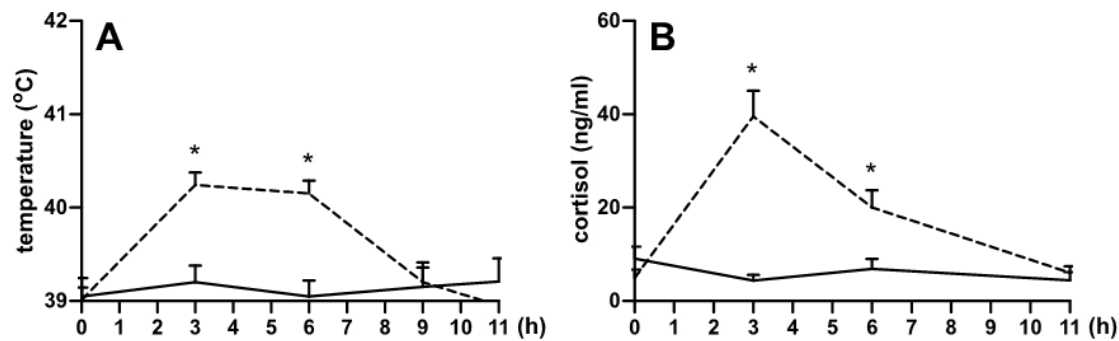 A
temperature (°C)
42
41
40
39
* *
0 1 2 3 4 5 6 7 8 9 10 11 (h)
B
cortisol (ng/ml)
60
40
20
0
*
*
0 1 2 3 4 5 6 7 8 9 10 11 (h)